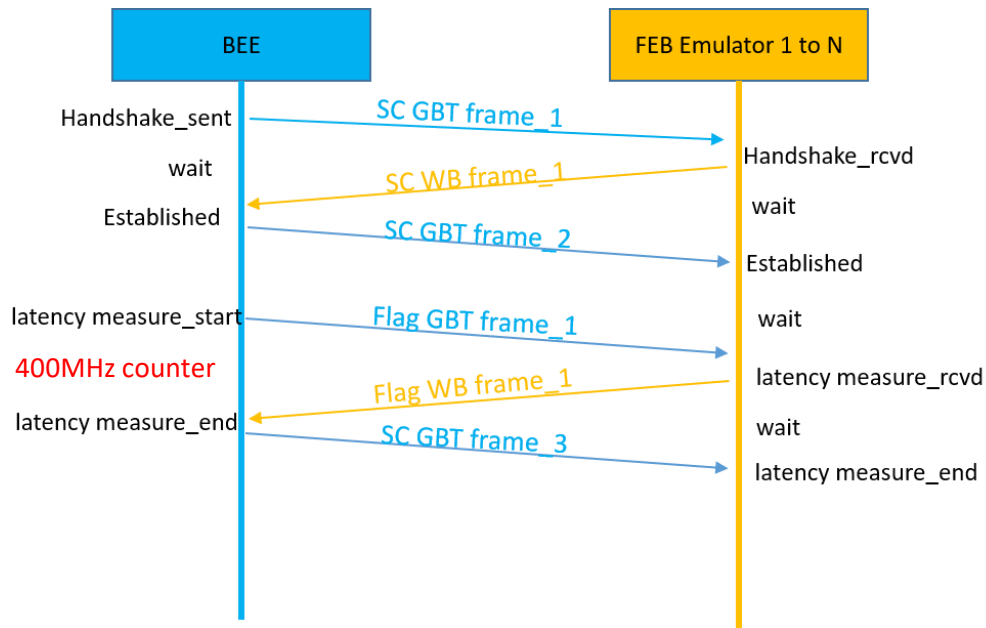 BEE
FEB Emulator 1 to N
Handshake_sent
SC GBT frame_1
Handshake_rcvd
wait
SC WB frame_1
wait
Established
SC GBT frame_2
Established
latency measure_start
Flag GBT frame_1
wait
400MHz counter
Flag WB frame_1
latency measure_rcvd
latency measure_end
SC GBT frame_3
wait
latency measure_end